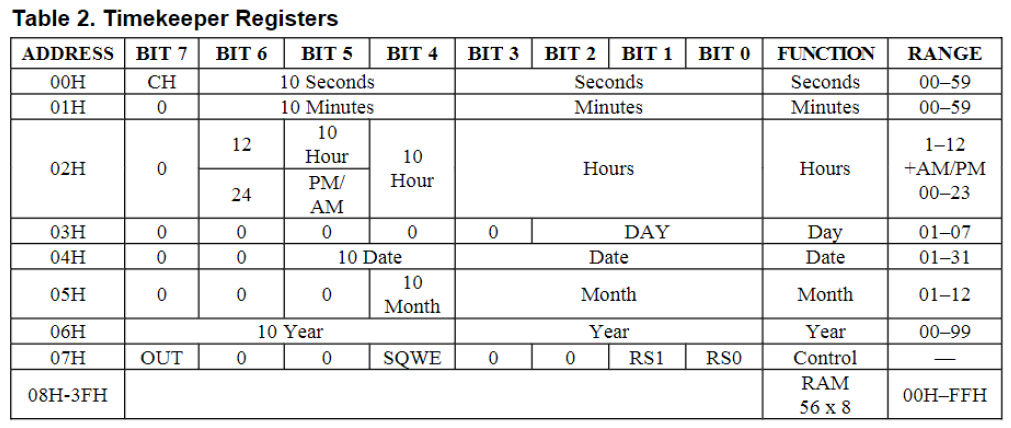 Table 2. Timekeeper Registers
ADDRESS BIT 7 BIT 6 BIT 5 BIT 4 BIT 3 BIT 2 BIT 1 BIT 0 FUNCTION RANGE
00H CH 10 Seconds Seconds Seconds 00–59
01H 0 10 Minutes Minutes Minutes 00–59
02H 0 12 10 Hour 10 Hour Hours Hours 1–12
24 PM/AM +AM/PM
00–23
03H 0 0 0 0 0 DAY Day 01–07
04H 0 0 10 Date Date Date 01–31
05H 0 0 0 10 Month Month Month 01–12
06H 10 Year Year Year 00–99
07H OUT 0 0 SQWE 0 0 RS1 RS0 Control —
08H-3FH RAM 00H–FFH
56 x 8